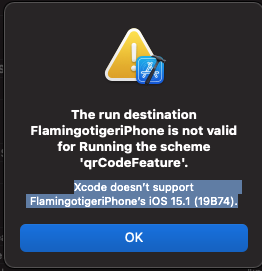 The run destination
FlamingotigeriPhone is not valid
for Running the scheme
'qrCodeFeature'.
Xcode doesn't support
FlamingotigeriPhone's iOS 15.1 (19B74).
OK